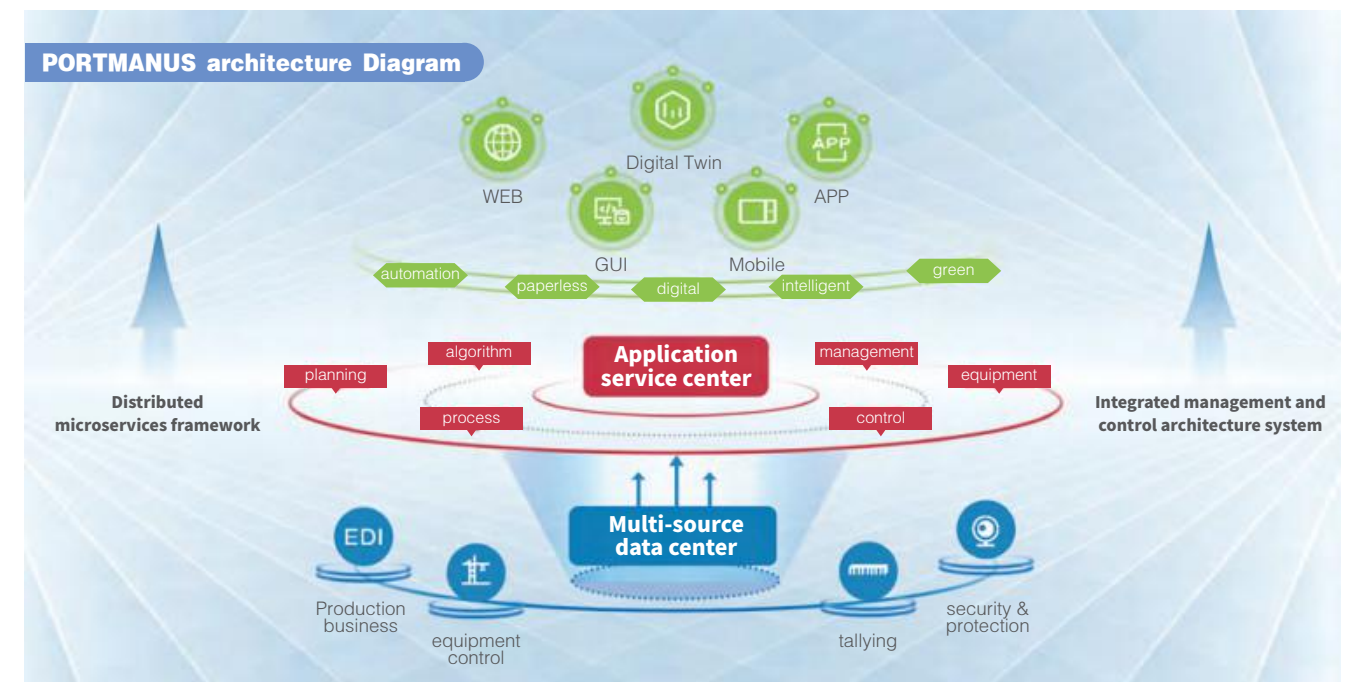 PORTMANUS architecture Diagram
Digital Twin
WEB
APP
APP
GUI
Mobile
automation
paperless
digital
intelligent
green
Application
service center
algorithm
management
planning
equipment
process
control
Distributed
microservices framework
Integrated management and
control architecture system
Multi-source
data center
EDI
Production
business
equipment
control
tallying
security &
protection